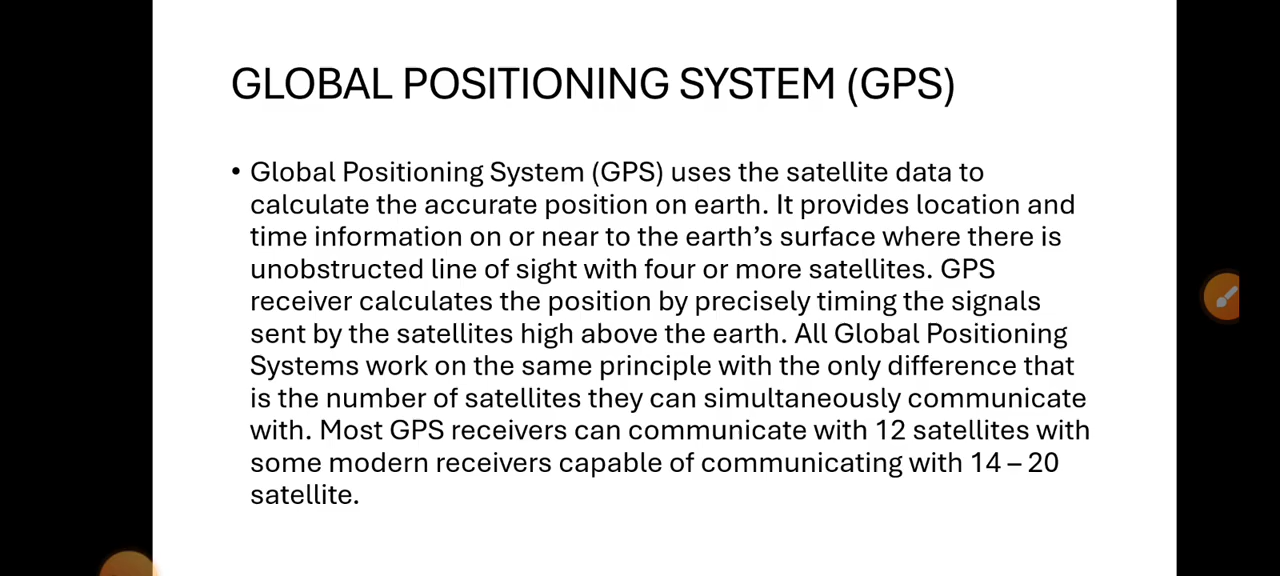 GLOBAL POSITIONING SYSTEM (GPS)
• Global Positioning System (GPS) uses the satellite data to
calculate the accurate position on earth. It provides location and
time information on or near to the earth’s surface where there is
unobstructed line of sight with four or more satellites. GPS
receiver calculates the position by precisely timing the signals
sent by the satellites high above the earth. All Global Positioning
Systems work on the same principle with the only difference that
is the number of satellites they can simultaneously communicate
with. Most GPS receivers can communicate with 12 satellites with
some modern receivers capable of communicating with 14 – 20
satellite.